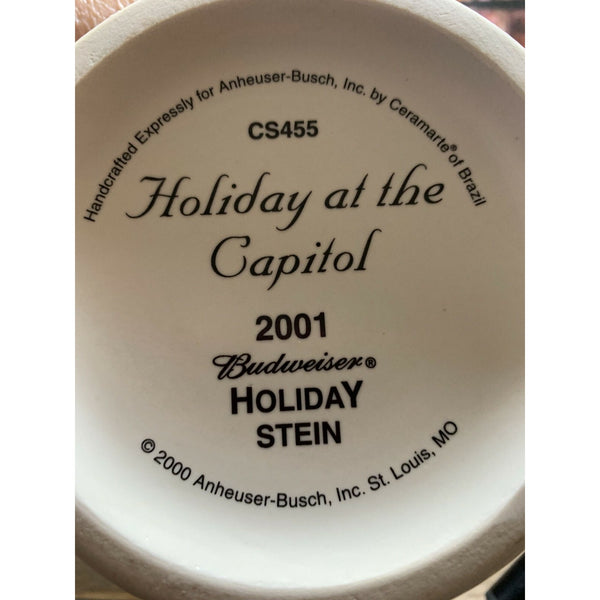 Handcrafted Expressly for Anheuser-Busch, Inc. by Ceramarte® of Brazil
CS455
Holiday at the
Capitol
2001
Budweiser®
HOLIDAY
STEIN
© 2000 Anheuser-Busch, Inc. St. Louis, MO